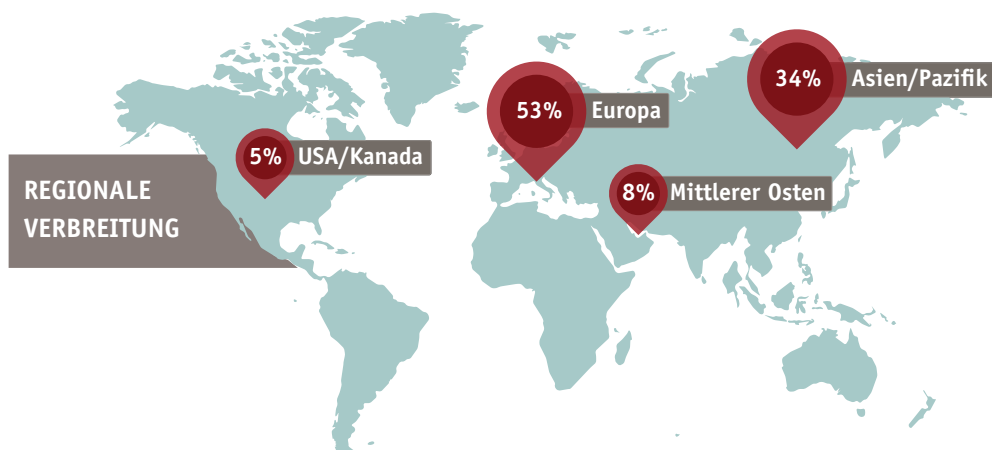 REGIONALE
VERBREITUNG
5% USA/Kanada
53% Europa
8% Mittlerer Osten
34% Asien/Pazifik